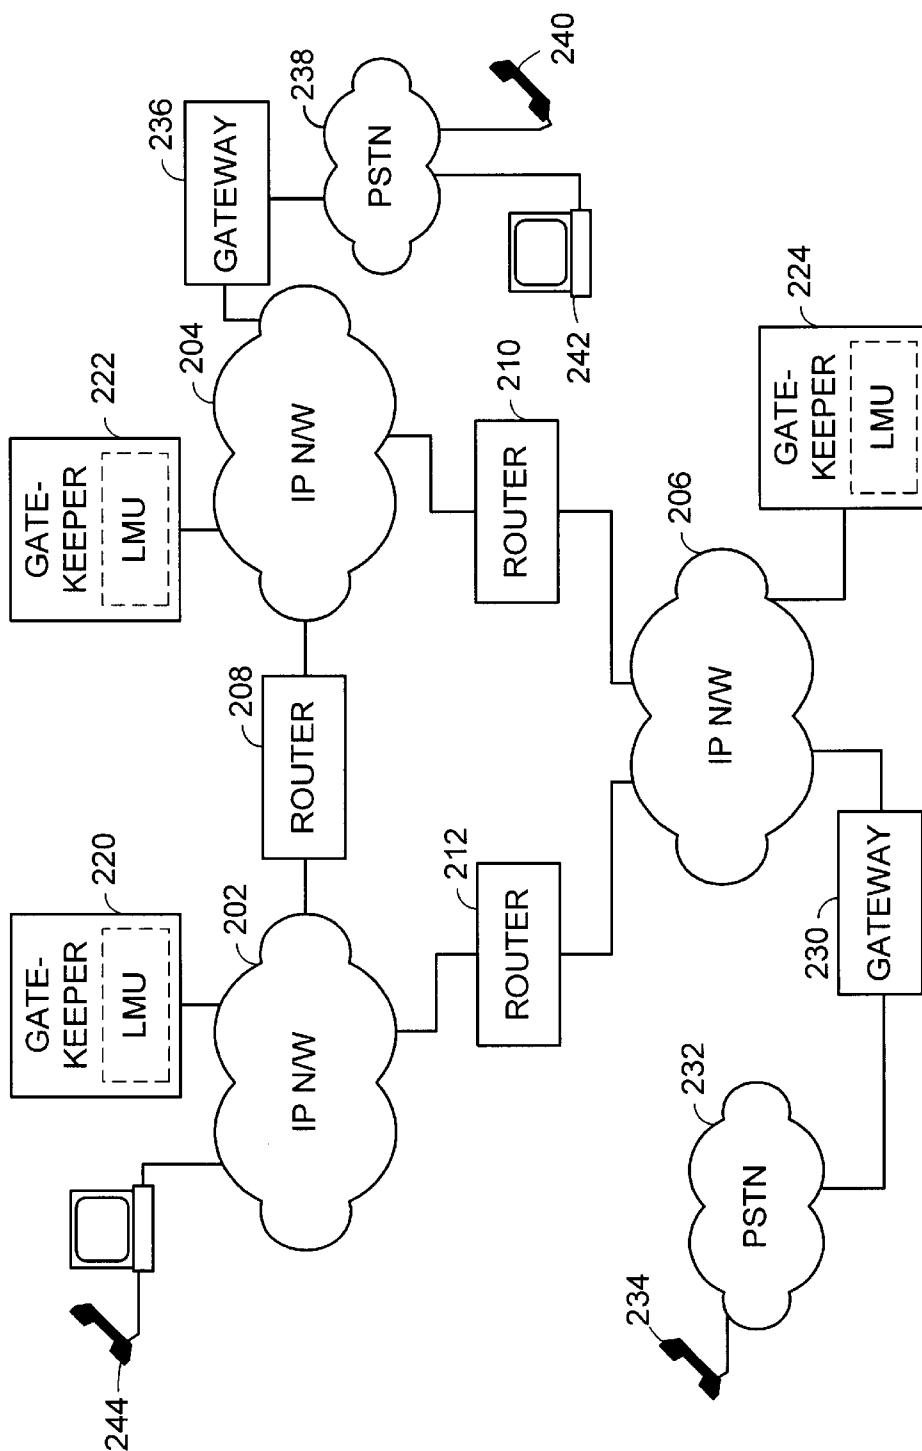 244
GATE-
KEEPER
LMU
220
IP N/W
202
ROUTER
208
GATE-
KEEPER
LMU
222
IP N/W
204
GATEWAY
236
PSTN
238
240
242
ROUTER
212
ROUTER
210
234
PSTN
232
GATEWAY
230
IP N/W
206
GATE-
KEEPER
LMU
224